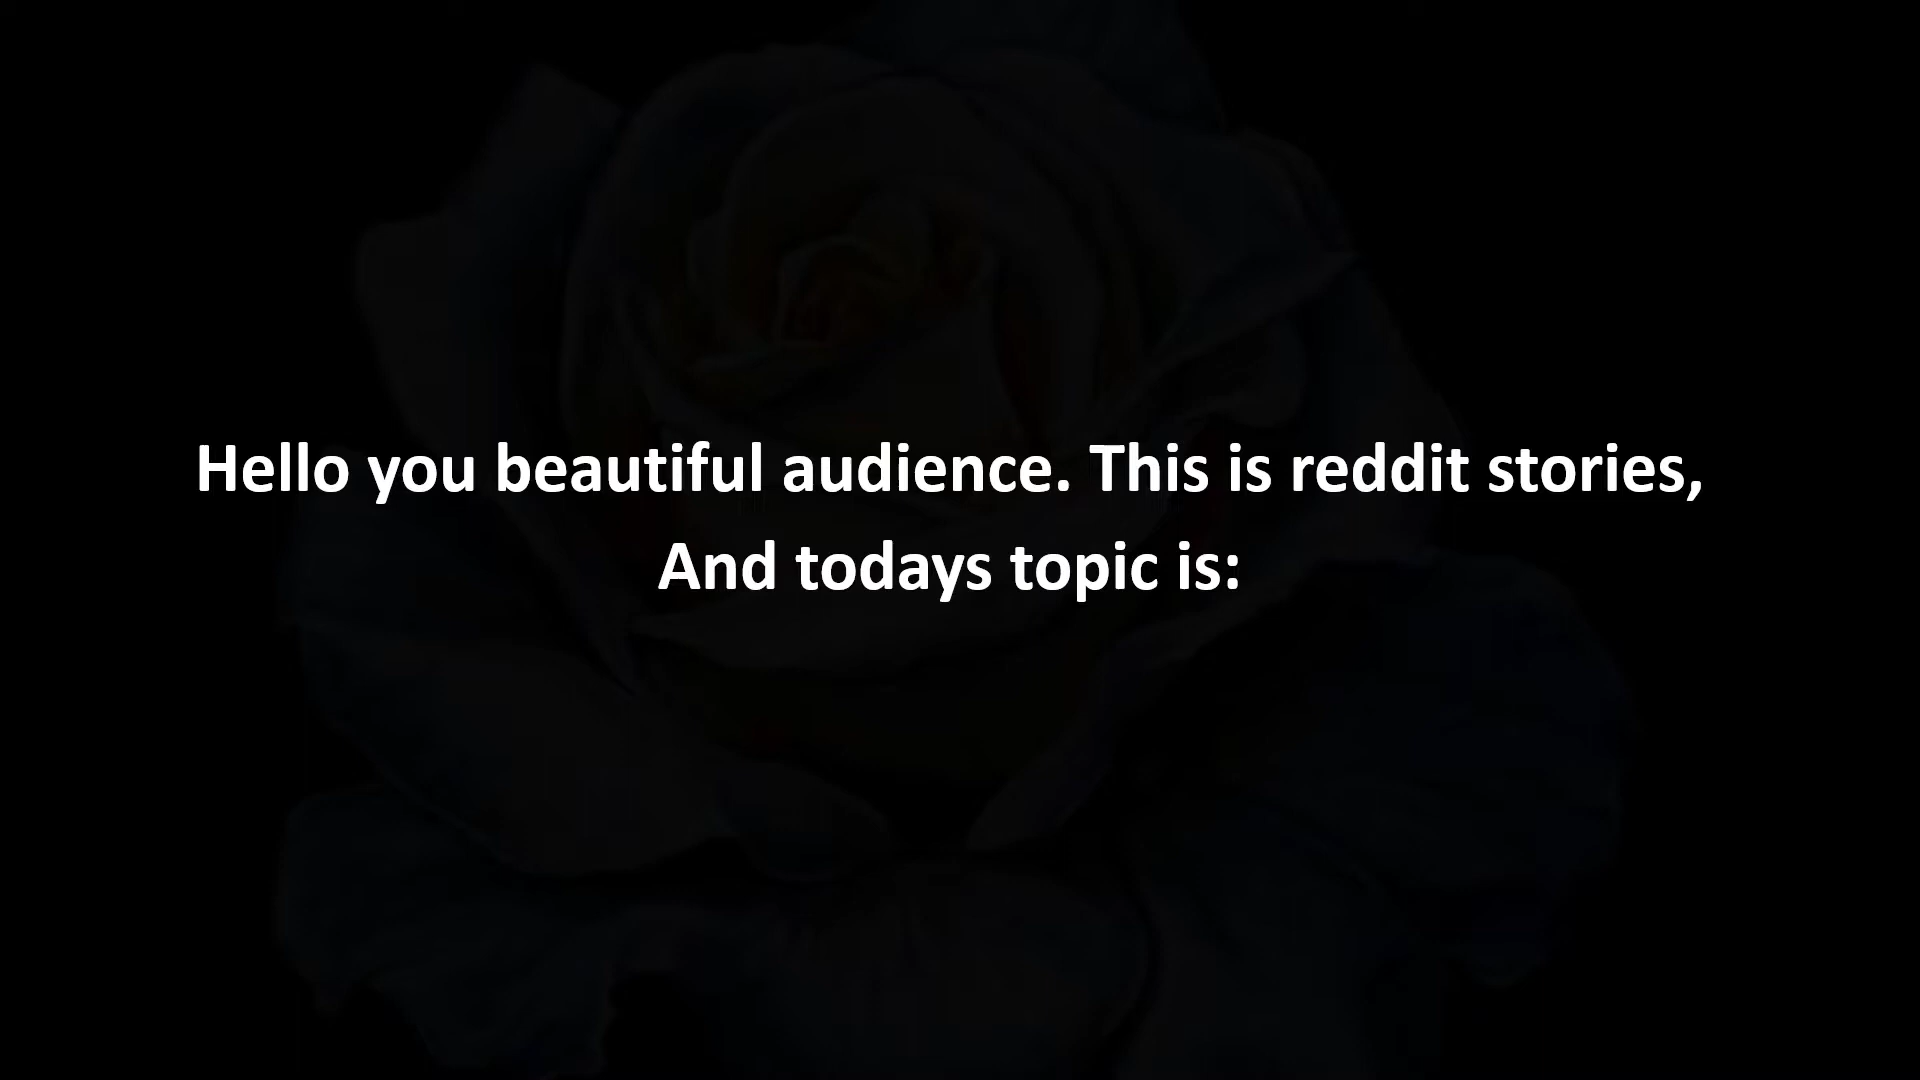 Hello you beautiful audience. This is reddit stories,
And todays topic is: